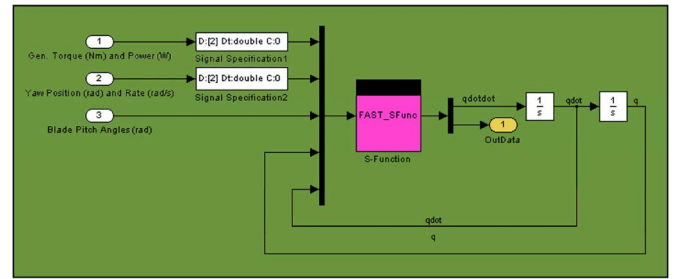 1
D:[2] Dt:double C:0
Gen. Torque (Nm) and Power (W)
Signal Specification1
2
D:[2] Dt:double C:0
Yaw Position (rad) and Rate (rad/s)
Signal Specification2
3
Blade Pitch Angles (rad)
FAST_SFunc
S-Function
qdotdot
1
s
qdot
1
s
q
1
OutData
qdot
q